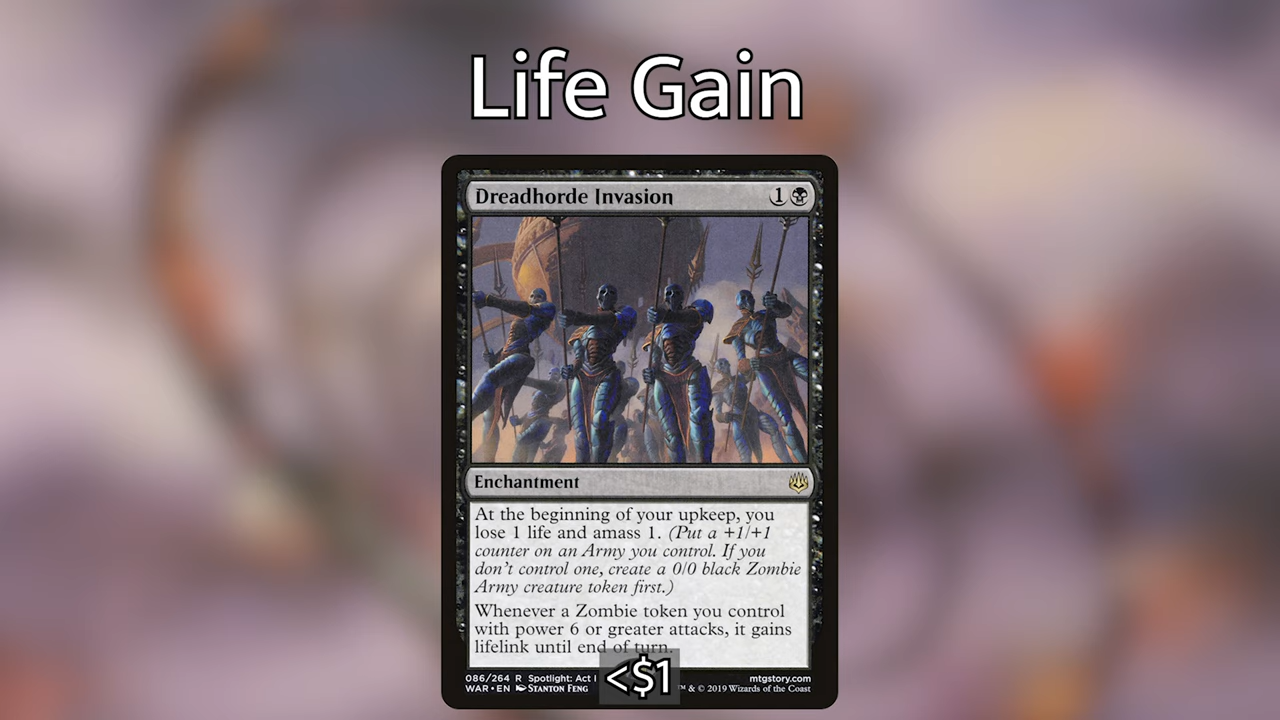 Life Gain
Dreadhorde Invasion 1
Enchantment
At the beginning of your upkeep, you
lose 1 life and amass 1. (Put a +1/+1
counter on an Army you control. If you
don't control one, create a 0/0 black Zombie
Army creature token first.)
Whenever a Zombie token you control
with power 6 or greater attacks, it gains
lifelink until end of turn.
086/264 R Spotlight: Act I
mtgstory.com
WAR • EN STANTON FENG
™ & © 2019 Wizards of the Coast
<$1